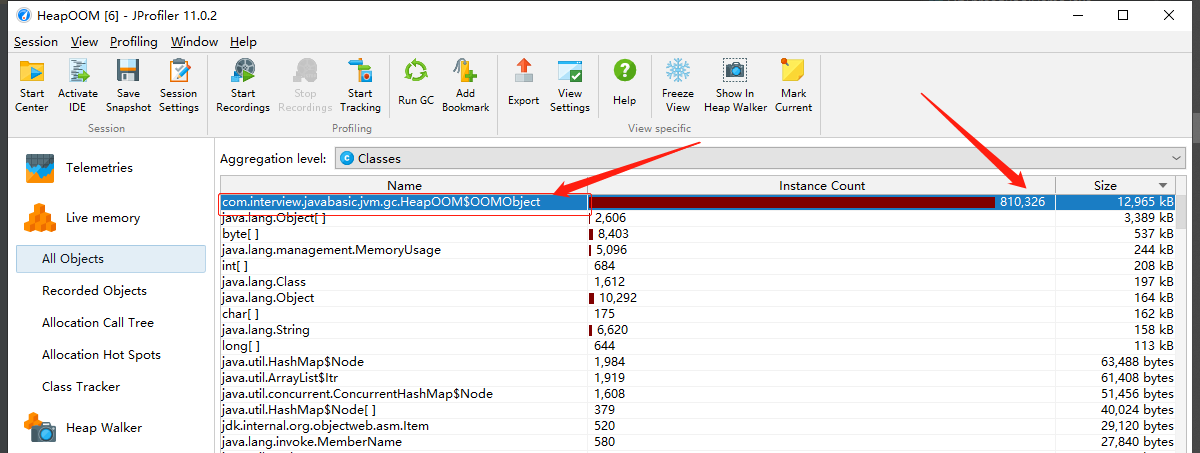 HeapOOM [6] - JProfiler 11.0.2
Session View Profiling Window Help
Start Center Activate IDE Save Snapshot Session Settings Start Recordings Stop Recordings Start Tracking Run GC Add Bookmark Export View Settings Help Freeze View Show In Heap Walker Mark Current
Session Profiling View specific
Telemetries
Live memory
All Objects
Recorded Objects
Allocation Call Tree
Allocation Hot Spots
Class Tracker
Heap Walker
Aggregation level: Classes
Name Instance Count Size
com.interview.javabasic.jvm.gc.HeapOOM$OOMObject 810,326 12,965 kB
java.lang.Object[ ] 2,606 3,389 kB
byte[ ] 8,403 537 kB
java.lang.management.MemoryUsage 5,096 244 kB
int[ ] 684 208 kB
java.lang.Class 1,612 197 kB
java.lang.Object 10,292 164 kB
char[ ] 175 162 kB
java.lang.String 6,620 158 kB
long[ ] 644 113 kB
java.util.HashMap$Node 1,984 63,488 bytes
java.util.ArrayList$Itr 1,919 61,408 bytes
java.util.concurrent.ConcurrentHashMap$Node 1,608 51,456 bytes
java.util.HashMap$Node[ ] 379 40,024 bytes
jdk.internal.org.objectweb.asm.Item 520 29,120 bytes
java.lang.invoke.MemberName 580 27,840 bytes